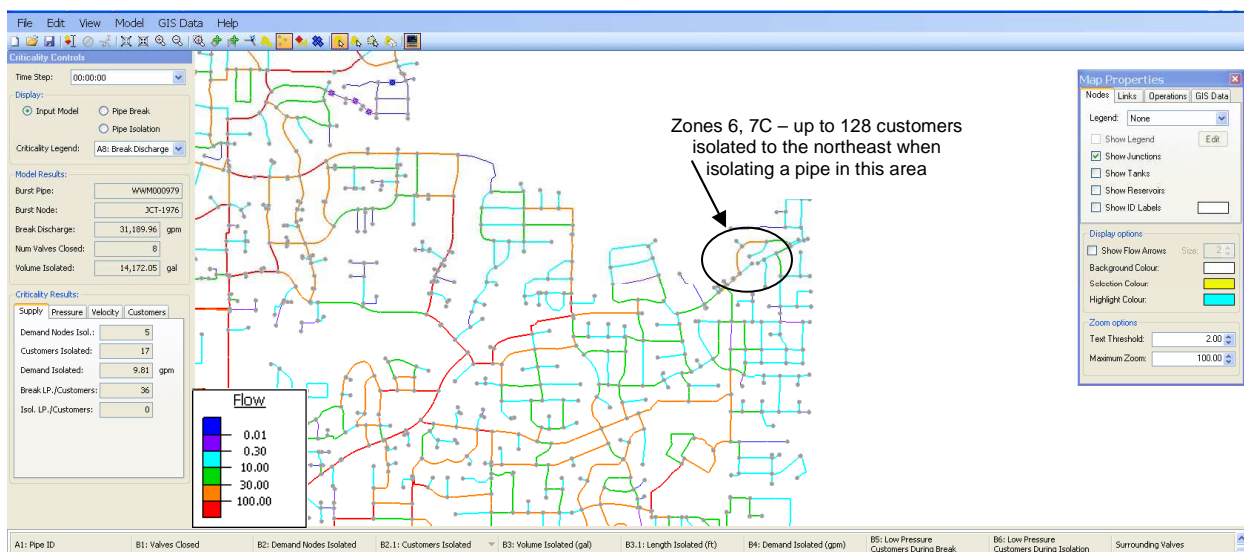 File Edit View Model GIS Data Help
Criticality Controls
Time Step: 00:00:00
Display:
Input Model
Pipe Break
Pipe Isolation
Criticality Legend: A8: Break Discharge
Model Results:
Burst Pipe: WWM000979
Burst Node: JCT-1976
Break Discharge: 31,189.96 gpm
Num Valves Closed: 8
Volume Isolated: 14,172.05 gal
Criticality Results:
Supply Pressure Velocity Customers
Demand Nodes Isol.: 5
Customers Isolated: 17
Demand Isolated: 9.81 gpm
Break LP./Customers: 36
Isol. LP./Customers: 0
Flow
0.01
0.30
10.00
30.00
100.00
Zones 6, 7C – up to 128 customers
isolated to the northeast when
isolating a pipe in this area
Map Properties
Nodes Links Operations GIS Data
Legend: None
Show Legend Edit
Show Junctions
Show Tanks
Show Reservoirs
Show ID Labels
Display options
Show Flow Arrows Size: 2
Background Colour:
Selection Colour:
Highlight Colour:
Zoom options
Text Threshold: 2.00
Maximum Zoom: 100.00
A1: Pipe ID
B1: Valves Closed
B2: Demand Nodes Isolated
B2.1: Customers Isolated
B3: Volume Isolated (gal)
B3.1: Length Isolated (ft)
B4: Demand Isolated (gpm)
B5: Low Pressure
Customers During Break
B6: Low Pressure
Customers During Isolation
Surrounding Valves